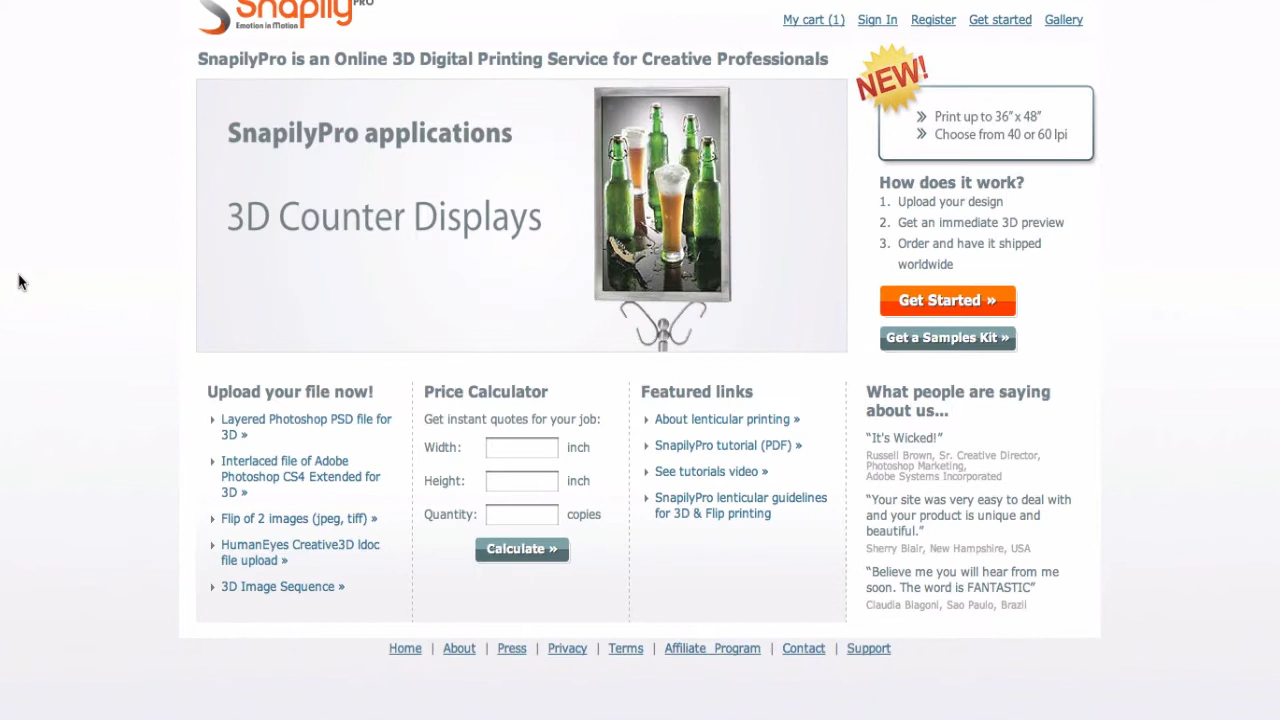 Snapily PRO
Emotion in Motion
My cart (1) Sign In Register Get started Gallery
SnapilyPro is an Online 3D Digital Printing Service for Creative Professionals
NEW!
Print up to 36” x 48”
Choose from 40 or 60 lpi
SnapilyPro applications
3D Counter Displays
How does it work?
1. Upload your design
2. Get an immediate 3D preview
3. Order and have it shipped
worldwide
Get Started »
Get a Samples Kit »
Upload your file now!
Layered Photoshop PSD file for
3D »
Interlaced file of Adobe
Photoshop CS4 Extended for
3D »
Flip of 2 images (jpeg, tiff) »
HumanEyes Creative3D ldoc
file upload »
3D Image Sequence »
Price Calculator
Get instant quotes for your job:
Width: inch
Height: inch
Quantity: copies
Calculate »
Featured links
About lenticular printing »
SnapilyPro tutorial (PDF) »
See tutorials video »
SnapilyPro lenticular guidelines
for 3D & Flip printing
What people are saying
about us...
“It's Wicked!”
Russell Brown, Sr. Creative Director,
Photoshop Marketing,
Adobe Systems Incorporated
“Your site was very easy to deal with
and your product is unique and
beautiful.”
Sherry Blair, New Hampshire, USA
“Believe me you will hear from me
soon. The word is FANTASTIC”
Claudia Biagoni, Sao Paulo, Brazil
Home | About | Press | Privacy | Terms | Affiliate Program | Contact | Support